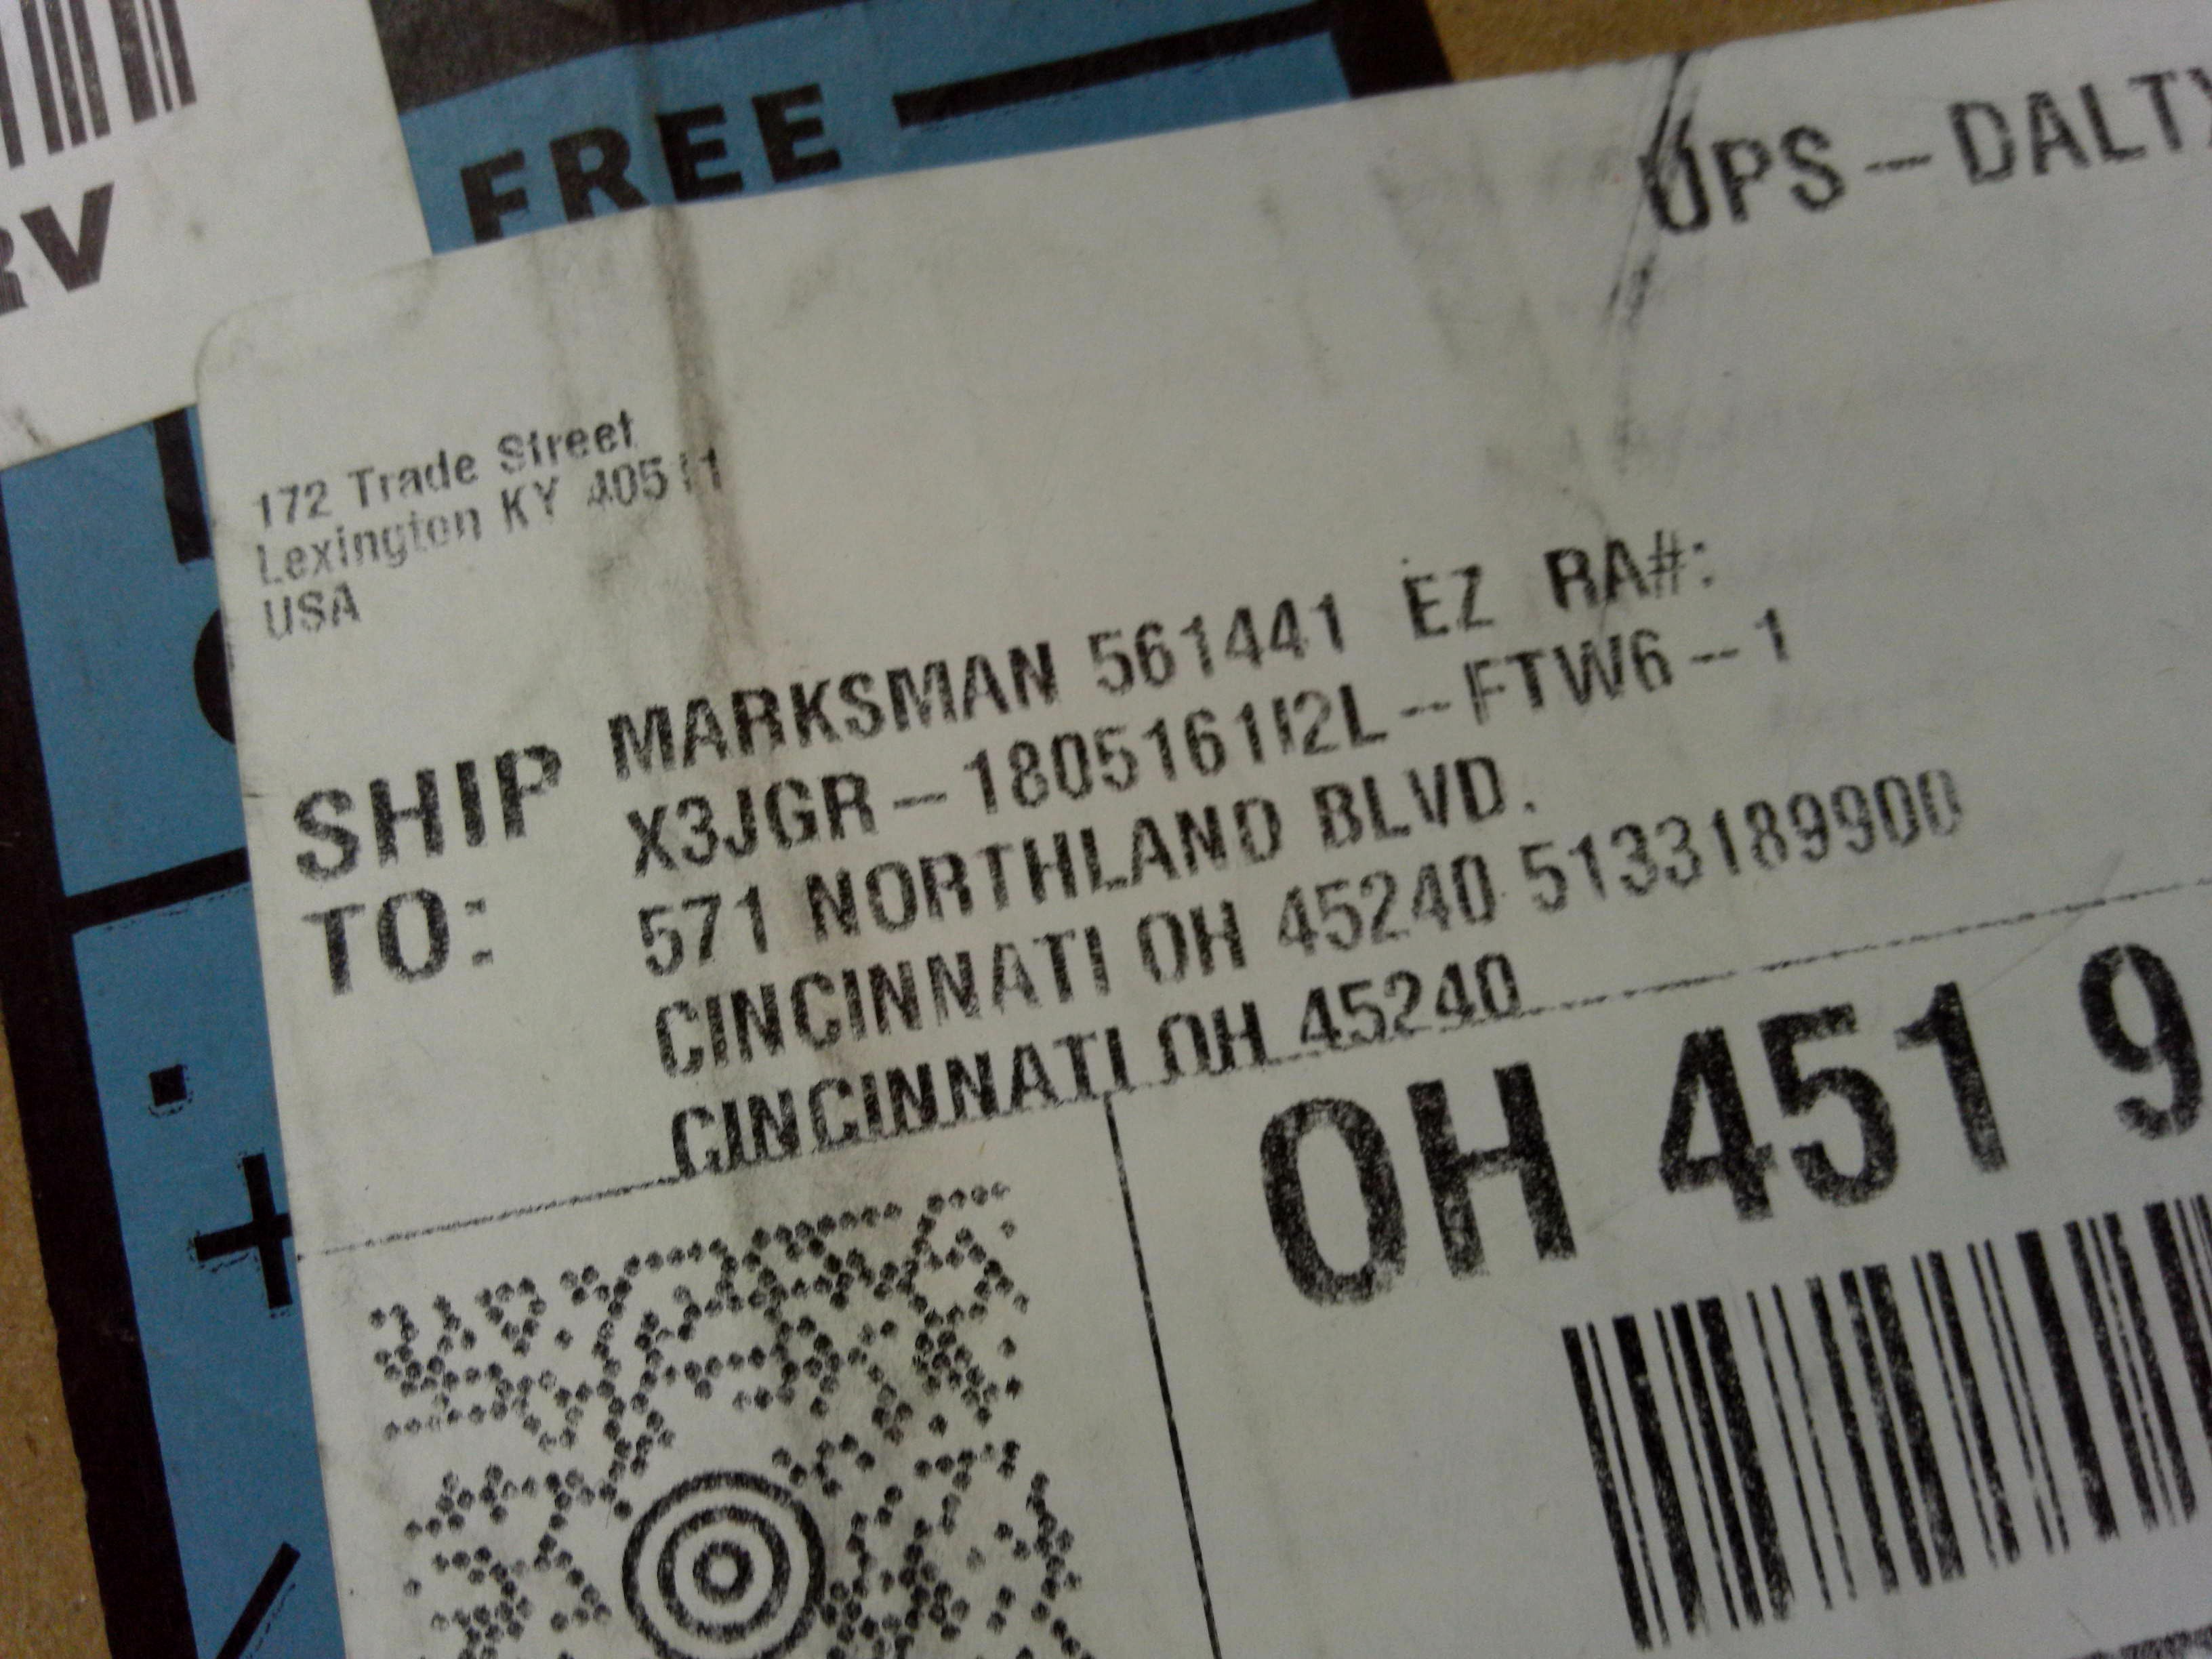 FREE
UPS-DALT
RV
172 Trade Street
Lexington KY 40511
USA
SHIP TO:
MARKSMAN 561441 EZ RA#:
X3JGR-1805161I2L-FTW6-1
571 NORTHLAND BLVD.
CINCINNATI OH 45240 5133189900
CINCINNATI OH 45240
OH 451 9